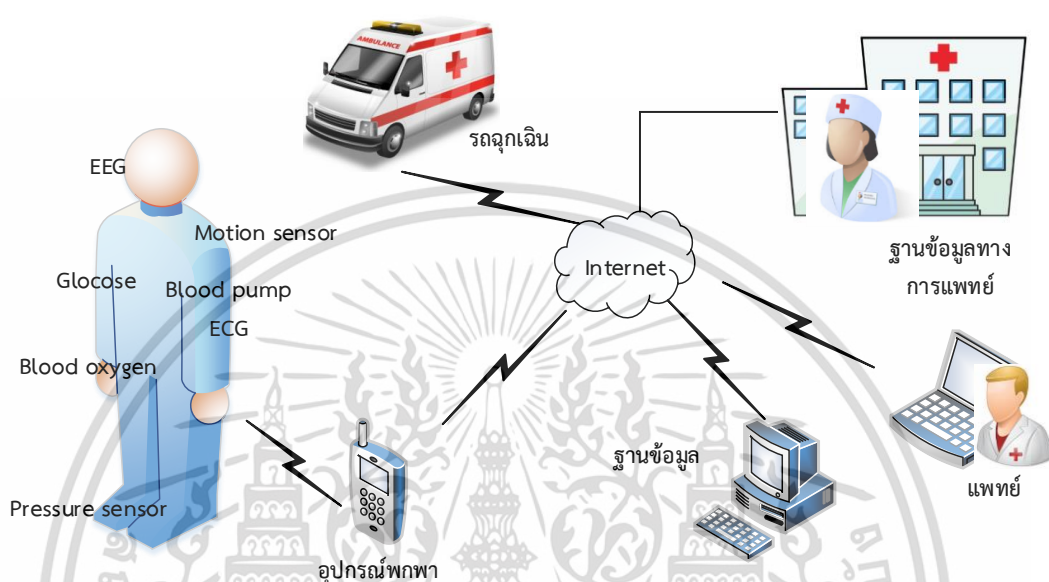 AMBULANCE
รถฉุกเฉิน
EEG
Motion sensor
Glocose
Blood pump
ECG
Blood oxygen
Pressure sensor
Internet
ฐานข้อมูลทาง
การแพทย์
ฐานข้อมูล
แพทย์
อุปกรณ์พกพา